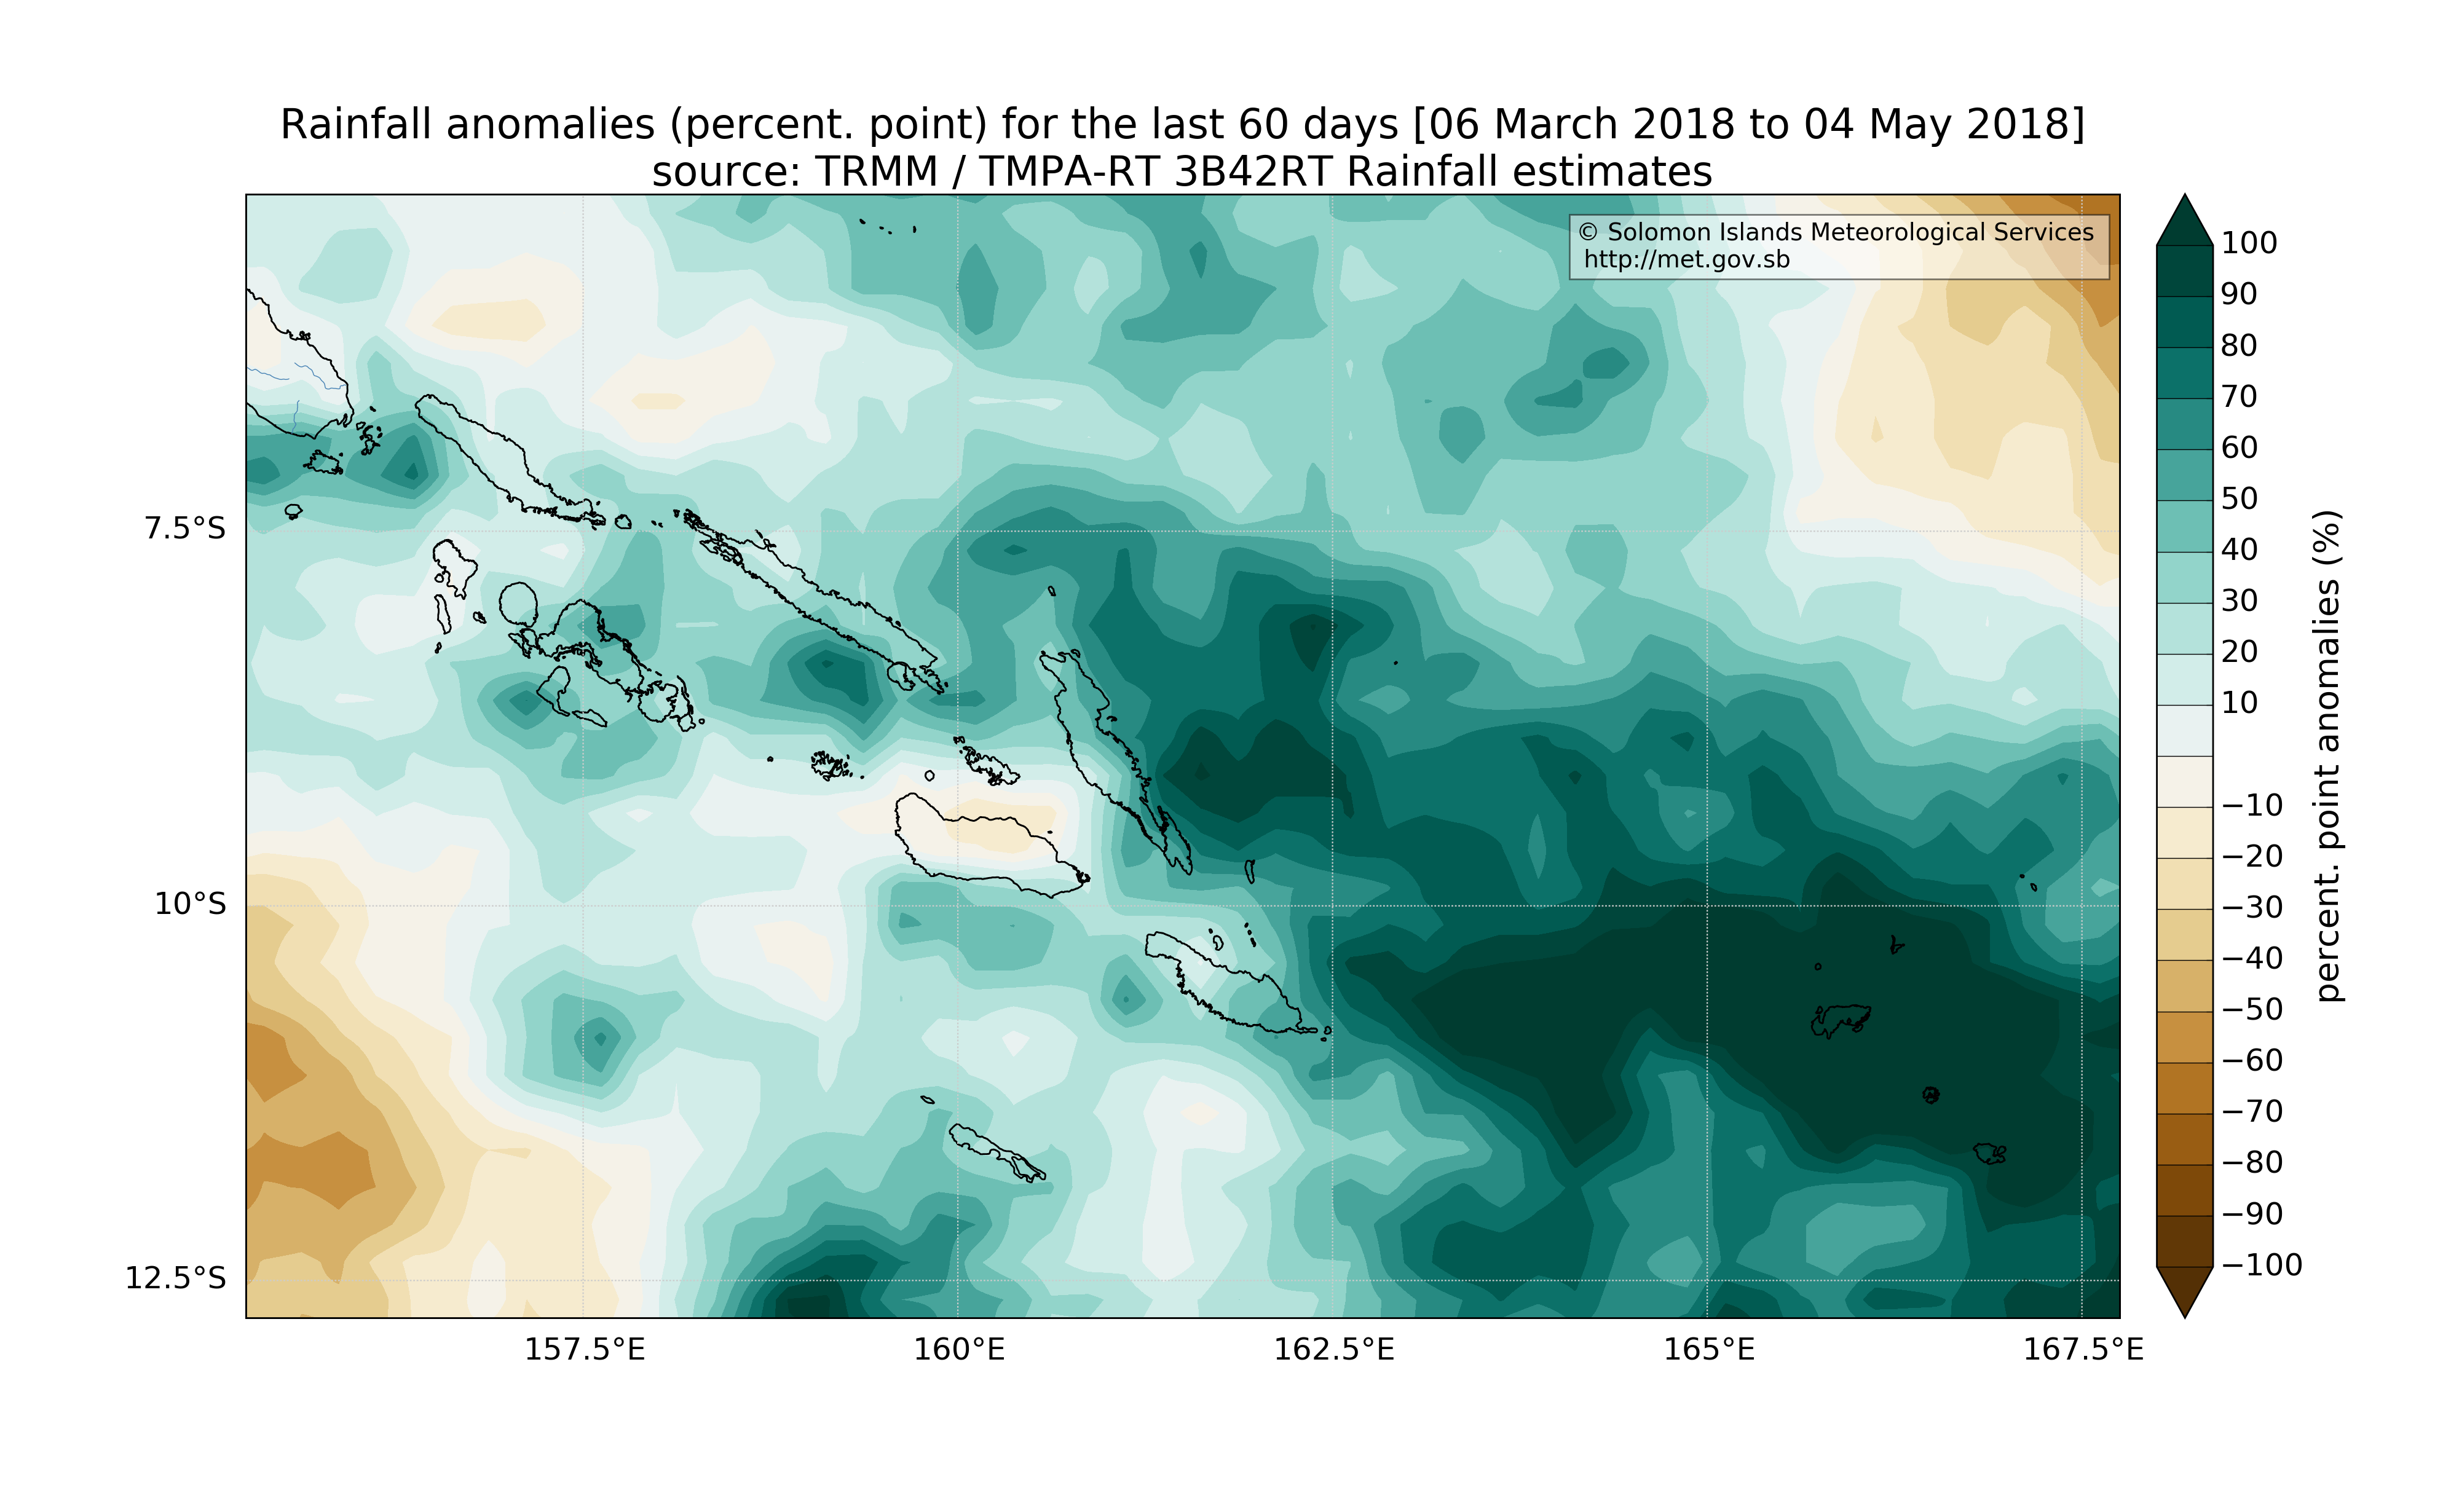 Rainfall anomalies (percent. point) for the last 60 days [06 March 2018 to 04 May 2018]
source: TRMM / TMPA-RT 3B42RT Rainfall estimates
© Solomon Islands Meteorological Services
http://met.gov.sb
7.5°S
10°S
12.5°S
157.5°E
160°E
162.5°E
165°E
167.5°E
100
90
80
70
60
50
40
30
20
10
−10
−20
−30
−40
−50
−60
−70
−80
−90
−100
percent. point anomalies (%)